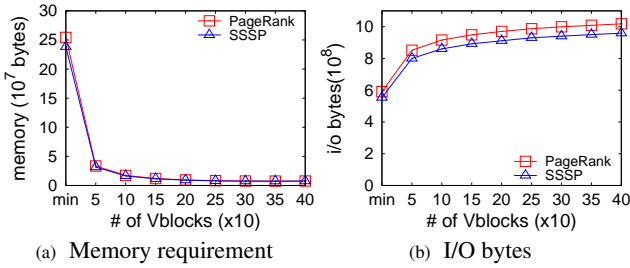 30
25
20
15
10
5
0
memory (10^7 bytes)
PageRank
SSSP
min 5 10 15 20 25 30 35 40
# of Vblocks (x10)
(a) Memory requirement
10
8
6
4
2
0
i/o bytes(10^8)
PageRank
SSSP
min 5 10 15 20 25 30 35 40
# of Vblocks (x10)
(b) I/O bytes